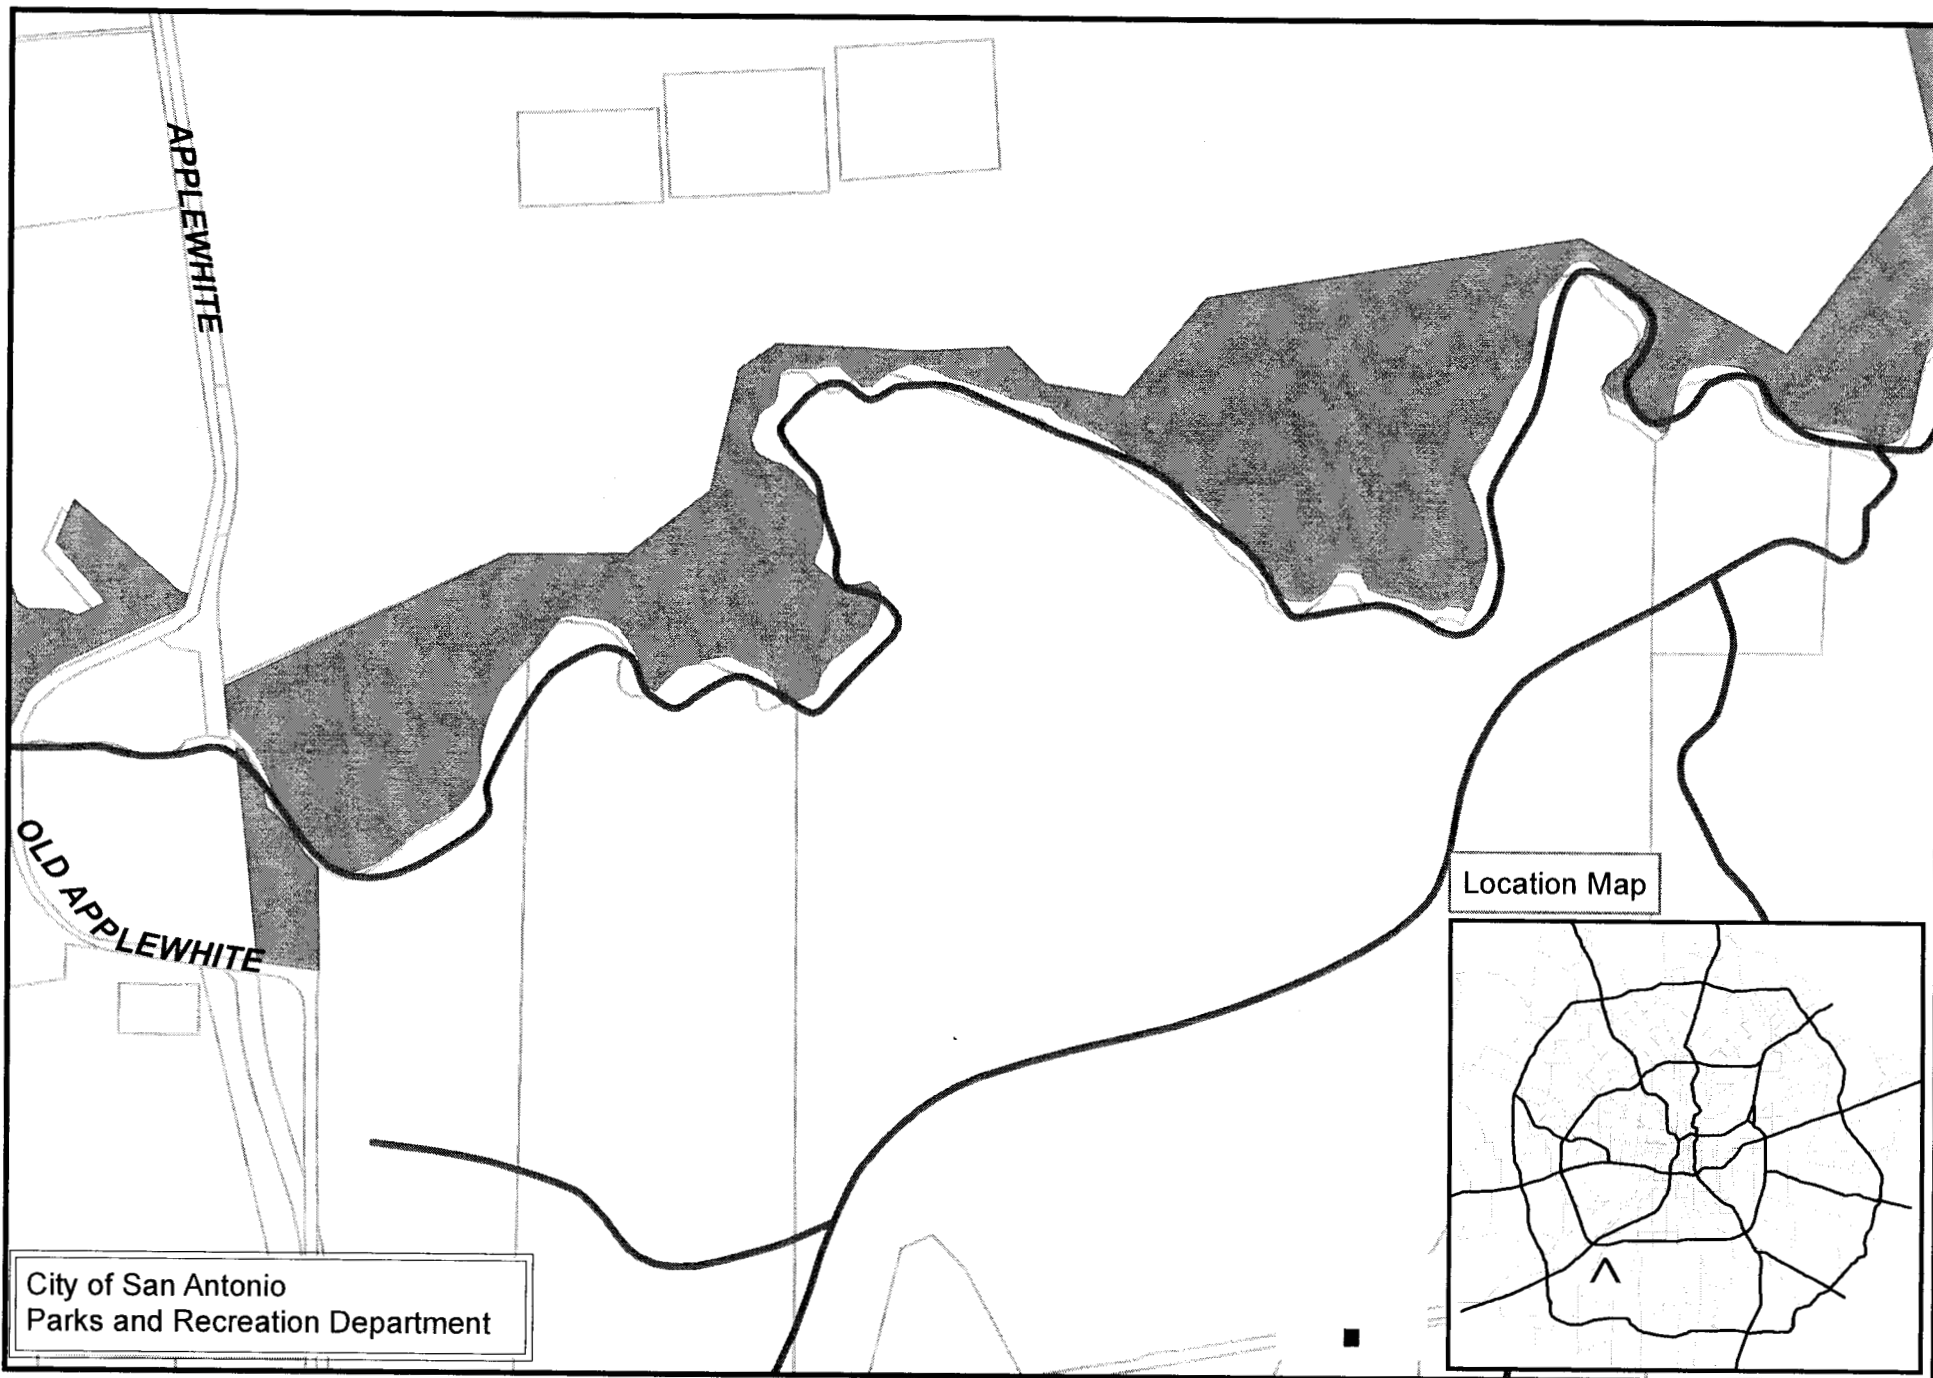 APPLEWHITE
OLD APPLEWHITE
Location Map
City of San Antonio
Parks and Recreation Department